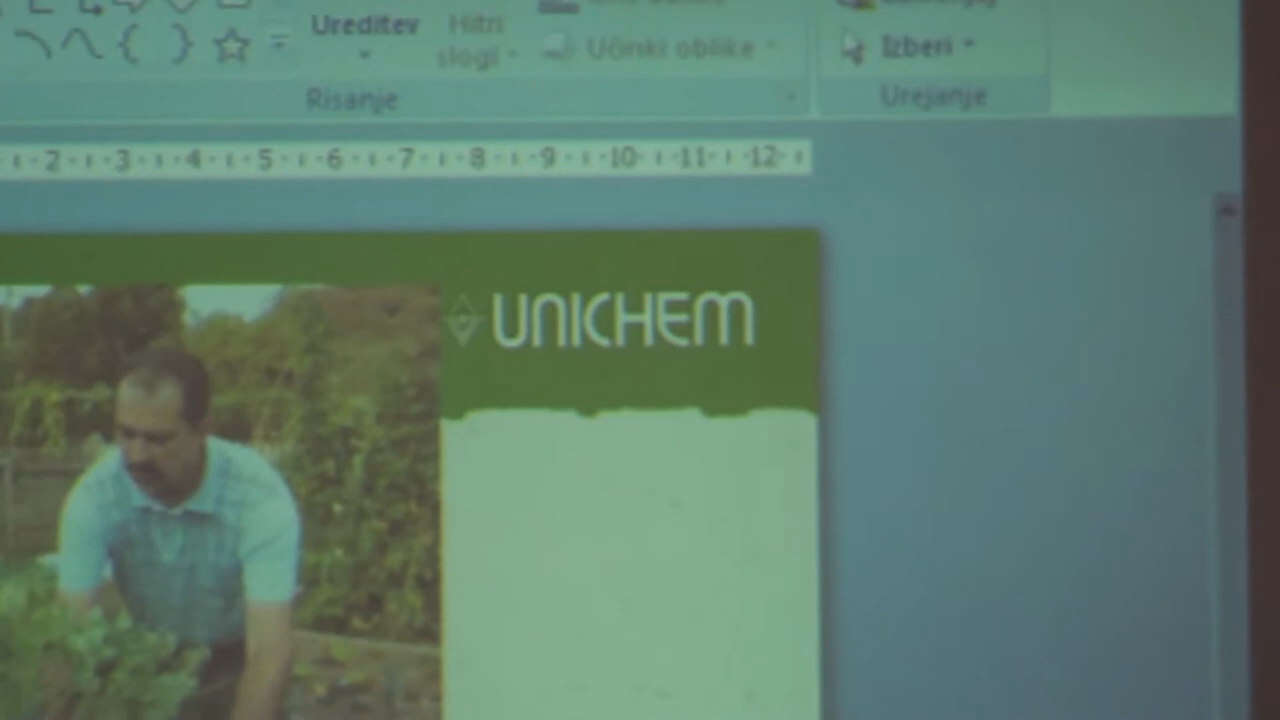 Ureditev
Hitri
slogi
Učinki oblike
Izberi
Risanje
Urejanje
2 3 4 5 6 7 8 9 10 11 12
UNICHEM